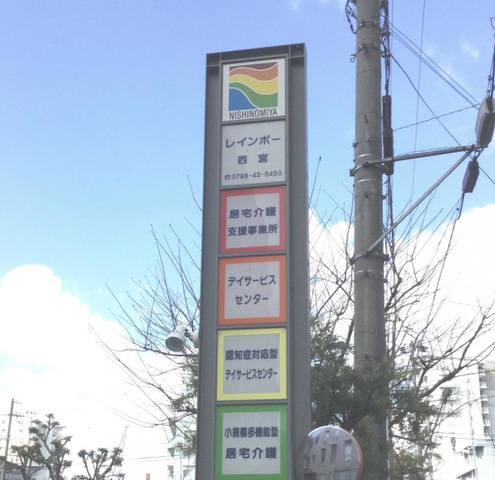 NISHINOMIYA
レインボー
西宮
☎0798-43-5450
居宅介護
支援事業所
デイサービス
センター
認知症対応型
デイサービスセンター
小規模多機能型
居宅介護